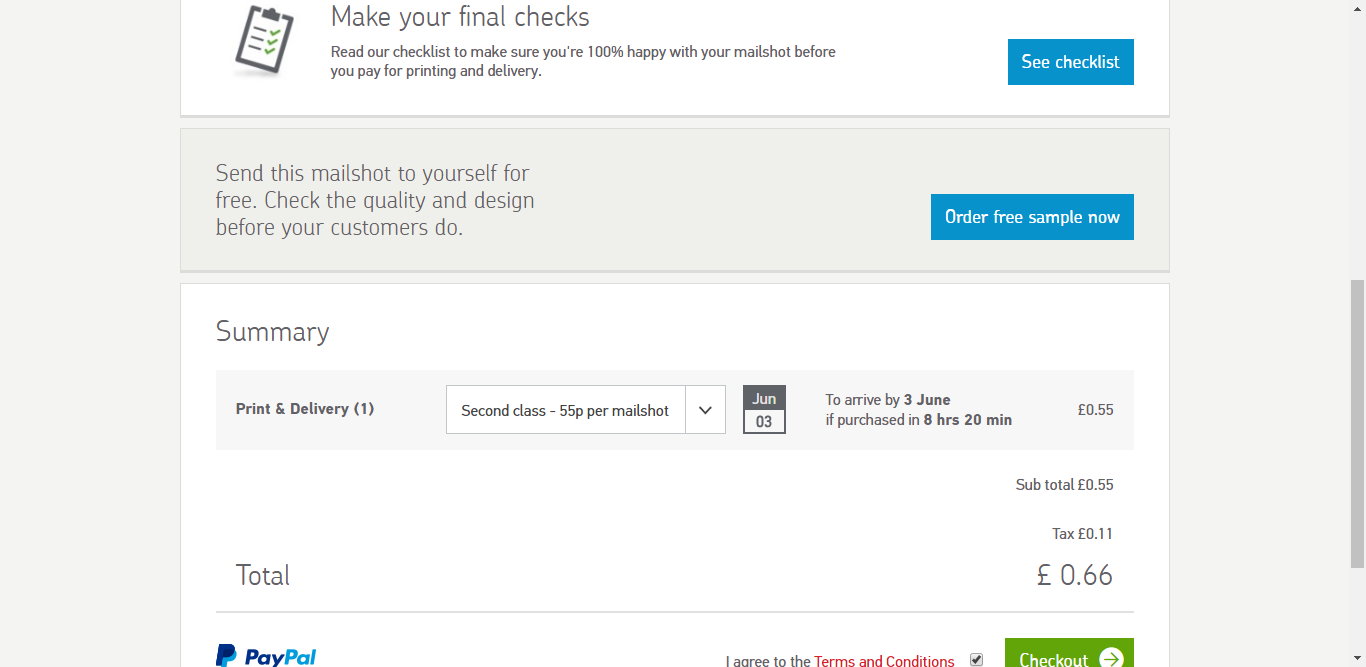 Make your final checks
Read our checklist to make sure you're 100% happy with your mailshot before
you pay for printing and delivery.
See checklist
Send this mailshot to yourself for
free. Check the quality and design
before your customers do.
Order free sample now
Summary
Print & Delivery (1)
Second class - 55p per mailshot
Jun
03
To arrive by 3 June
if purchased in 8 hrs 20 min
£0.55
Sub total £0.55
Tax £0.11
Total
£ 0.66
PayPal
I agree to the Terms and Conditions
Checkout